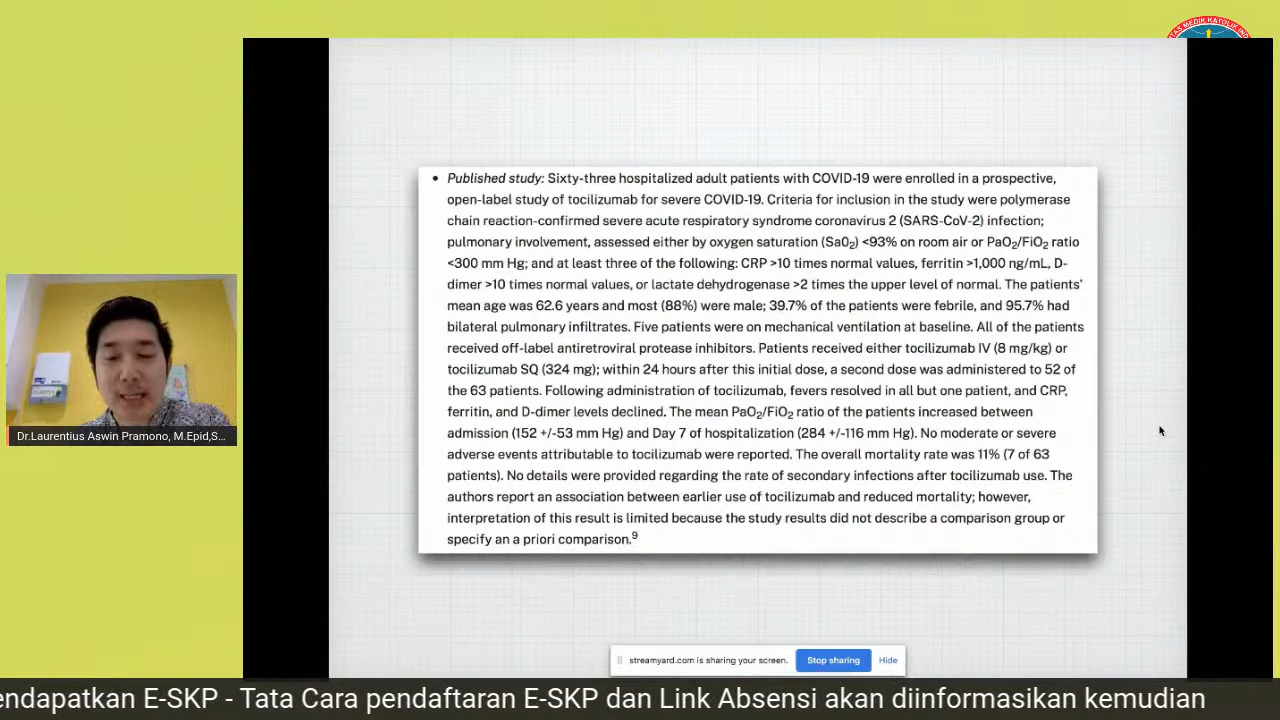 TAS MEDIK KATOLIK IND
• Published study: Sixty-three hospitalized adult patients with COVID-19 were enrolled in a prospective,
open-label study of tocilizumab for severe COVID-19. Criteria for inclusion in the study were polymerase
chain reaction-confirmed severe acute respiratory syndrome coronavirus 2 (SARS-CoV-2) infection;
pulmonary involvement, assessed either by oxygen saturation (Sa0₂) <93% on room air or PaO₂/FiO₂ ratio
<300 mm Hg; and at least three of the following: CRP >10 times normal values, ferritin >1,000 ng/mL, D-
dimer >10 times normal values, or lactate dehydrogenase >2 times the upper level of normal. The patients'
mean age was 62.6 years and most (88%) were male; 39.7% of the patients were febrile, and 95.7% had
bilateral pulmonary infiltrates. Five patients were on mechanical ventilation at baseline. All of the patients
received off-label antiretroviral protease inhibitors. Patients received either tocilizumab IV (8 mg/kg) or
tocilizumab SQ (324 mg); within 24 hours after this initial dose, a second dose was administered to 52 of
the 63 patients. Following administration of tocilizumab, fevers resolved in all but one patient, and CRP,
ferritin, and D-dimer levels declined. The mean PaO₂/FiO₂ ratio of the patients increased between
admission (152 +/-53 mm Hg) and Day 7 of hospitalization (284 +/-116 mm Hg). No moderate or severe
adverse events attributable to tocilizumab were reported. The overall mortality rate was 11% (7 of 63
patients). No details were provided regarding the rate of secondary infections after tocilizumab use. The
authors report an association between earlier use of tocilizumab and reduced mortality; however,
interpretation of this result is limited because the study results did not describe a comparison group or
specify an a priori comparison.⁹
Dr.Laurentius Aswin Pramono, M.Epid,S...
streamyard.com is sharing your screen. Stop sharing Hide
endapatkan E-SKP - Tata Cara pendaftaran E-SKP dan Link Absensi akan diinformasikan kemudian